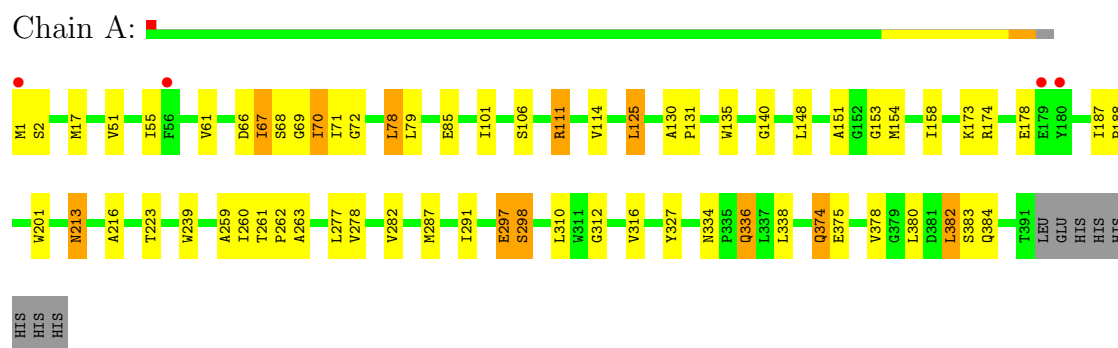 Chain A:
M1 S2 M17 V51 I55 F56 V61 D66 I67 S68 G69 I70 I71 G72 L78 L79 E85 I101 S106 R111 V114 L125 A130 P131 W135 G140 L148 A151 G152 G153 M154 I158 K173 R174 E178 E179 Y180 I187
W201 N213 A216 T223 W239 A259 I260 T261 P262 A263 L277 V278 V282 M287 I291 E297 S298 L310 W311 G312 V316 Y327 N334 P335 Q336 L337 L338 Q374 E375 V378 G379 L380 D381 L382 S383 Q384 T391 LEU GLU HIS HIS HIS
HIS HIS HIS